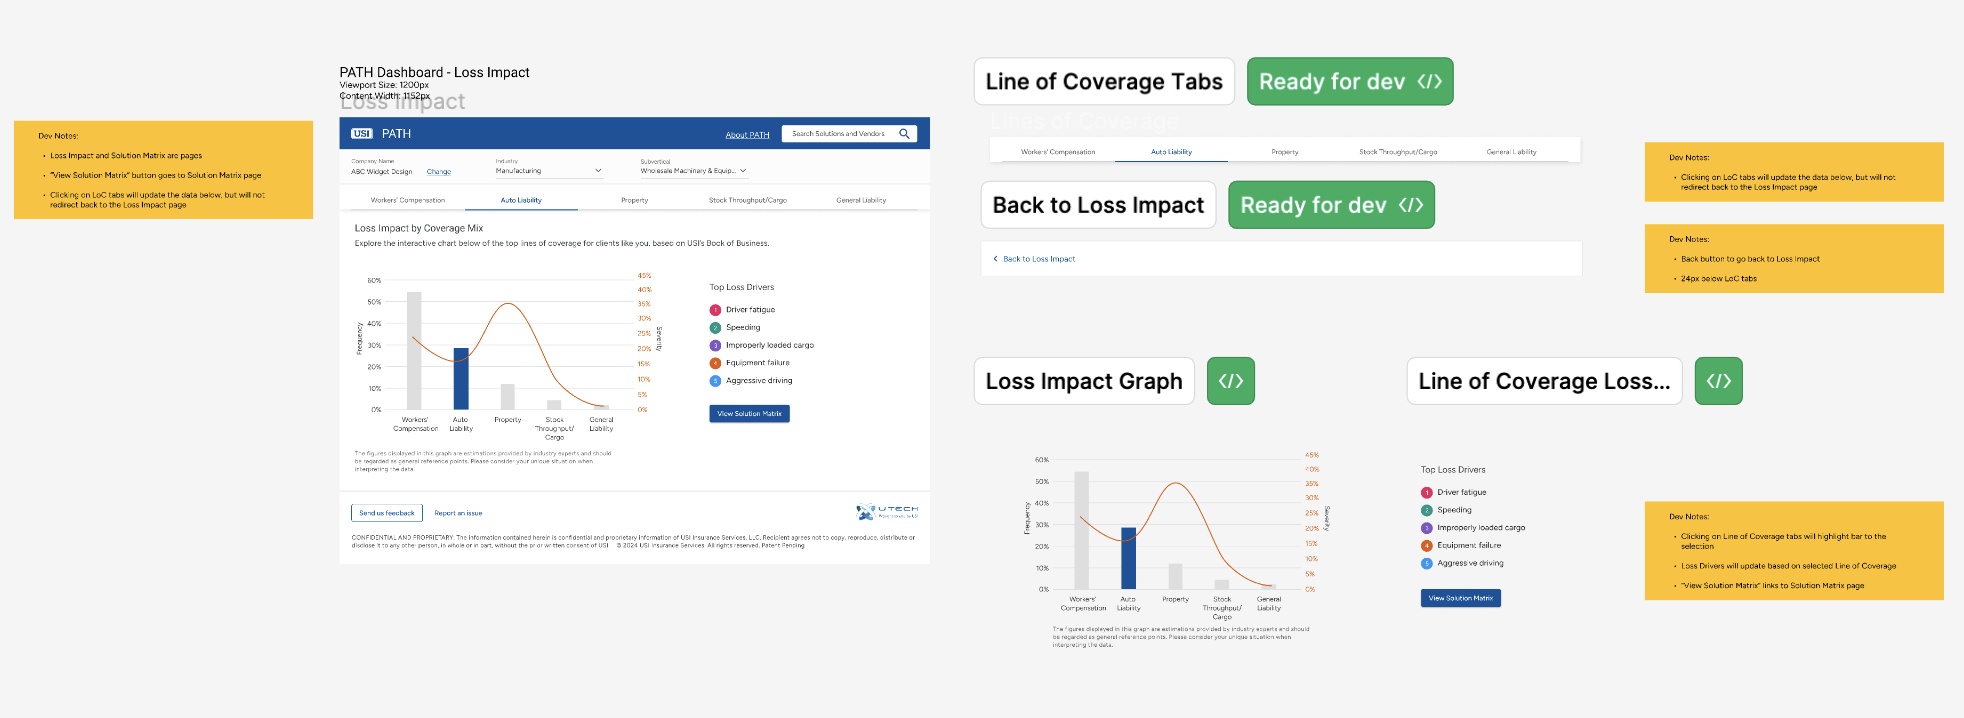 Dev Notes:
• Loss Impact and Solution Matrix are pages
• "View Solution Matrix" button goes to Solution Matrix page
• Clicking on LoC tabs will update the data below, but will not
redirect back to the Loss Impact page
PATH Dashboard - Loss Impact
Viewport Size: 1200px
Content Width: 1152px
Loss Impact
USI PATH
About PATH
Search Solutions and Vendors
Company Name
ABC Widget Design Change
Industry
Manufacturing
Subvertical
Wholesale Machinery & Equip...
Workers' Compensation Auto Liability Property Stock Throughput/Cargo General Liability
Loss Impact by Coverage Mix
Explore the interactive chart below of the top lines of coverage for clients like you, based on USI's Book of Business.
Frequency
60%
50%
40%
30%
20%
10%
0%
45%
40%
35%
30%
25%
20%
15%
10%
5%
0%
Severity
Workers'
Compensation
Auto
Liability
Property
Stock
Throughput/
Cargo
General
Liability
The figures displayed in this graph are estimations provided by industry experts and should
be regarded as general reference points. Please consider your unique situation when
interpreting the data.
Top Loss Drivers
1 Driver fatigue
2 Speeding
3 Improperly loaded cargo
4 Equipment failure
5 Aggressive driving
View Solution Matrix
Send us feedback
Report an issue
UTECH
CONFIDENTIAL AND PROPRIETARY: The information contained herein is confidential and proprietary information of USI Insurance Services, LLC. Recipient agrees not to copy, reproduce, distribute or
disclose it to any other person, in whole or in part, without the prior written consent of USI © 2024 USI Insurance Services. All rights reserved. Patent Pending
Line of Coverage Tabs
Ready for dev </>
Lines of Coverage
Workers' Compensation Auto Liability Property Stock Throughput/Cargo General Liability
Back to Loss Impact
Ready for dev </>
< Back to Loss Impact
Dev Notes:
• Clicking on LoC tabs will update the data below, but will not
redirect back to the Loss Impact page
Dev Notes:
• Back button to go back to Loss Impact
• 24px below LoC tabs
Loss Impact Graph
</>
Frequency
60%
50%
40%
30%
20%
10%
0%
45%
40%
35%
30%
25%
20%
15%
10%
5%
0%
Severity
Workers'
Compensation
Auto
Liability
Property
Stock
Throughput/
Cargo
General
Liability
The figures displayed in this graph are estimations provided by industry experts and should
be regarded as general reference points. Please consider your unique situation when
interpreting the data.
Line of Coverage Loss...
</>
Top Loss Drivers
1 Driver fatigue
2 Speeding
3 Improperly loaded cargo
4 Equipment failure
5 Aggressive driving
View Solution Matrix
Dev Notes:
• Clicking on Line of Coverage tabs will highlight bar to the
selection
• Loss Drivers will update based on selected Line of Coverage
• "View Solution Matrix" links to Solution Matrix page